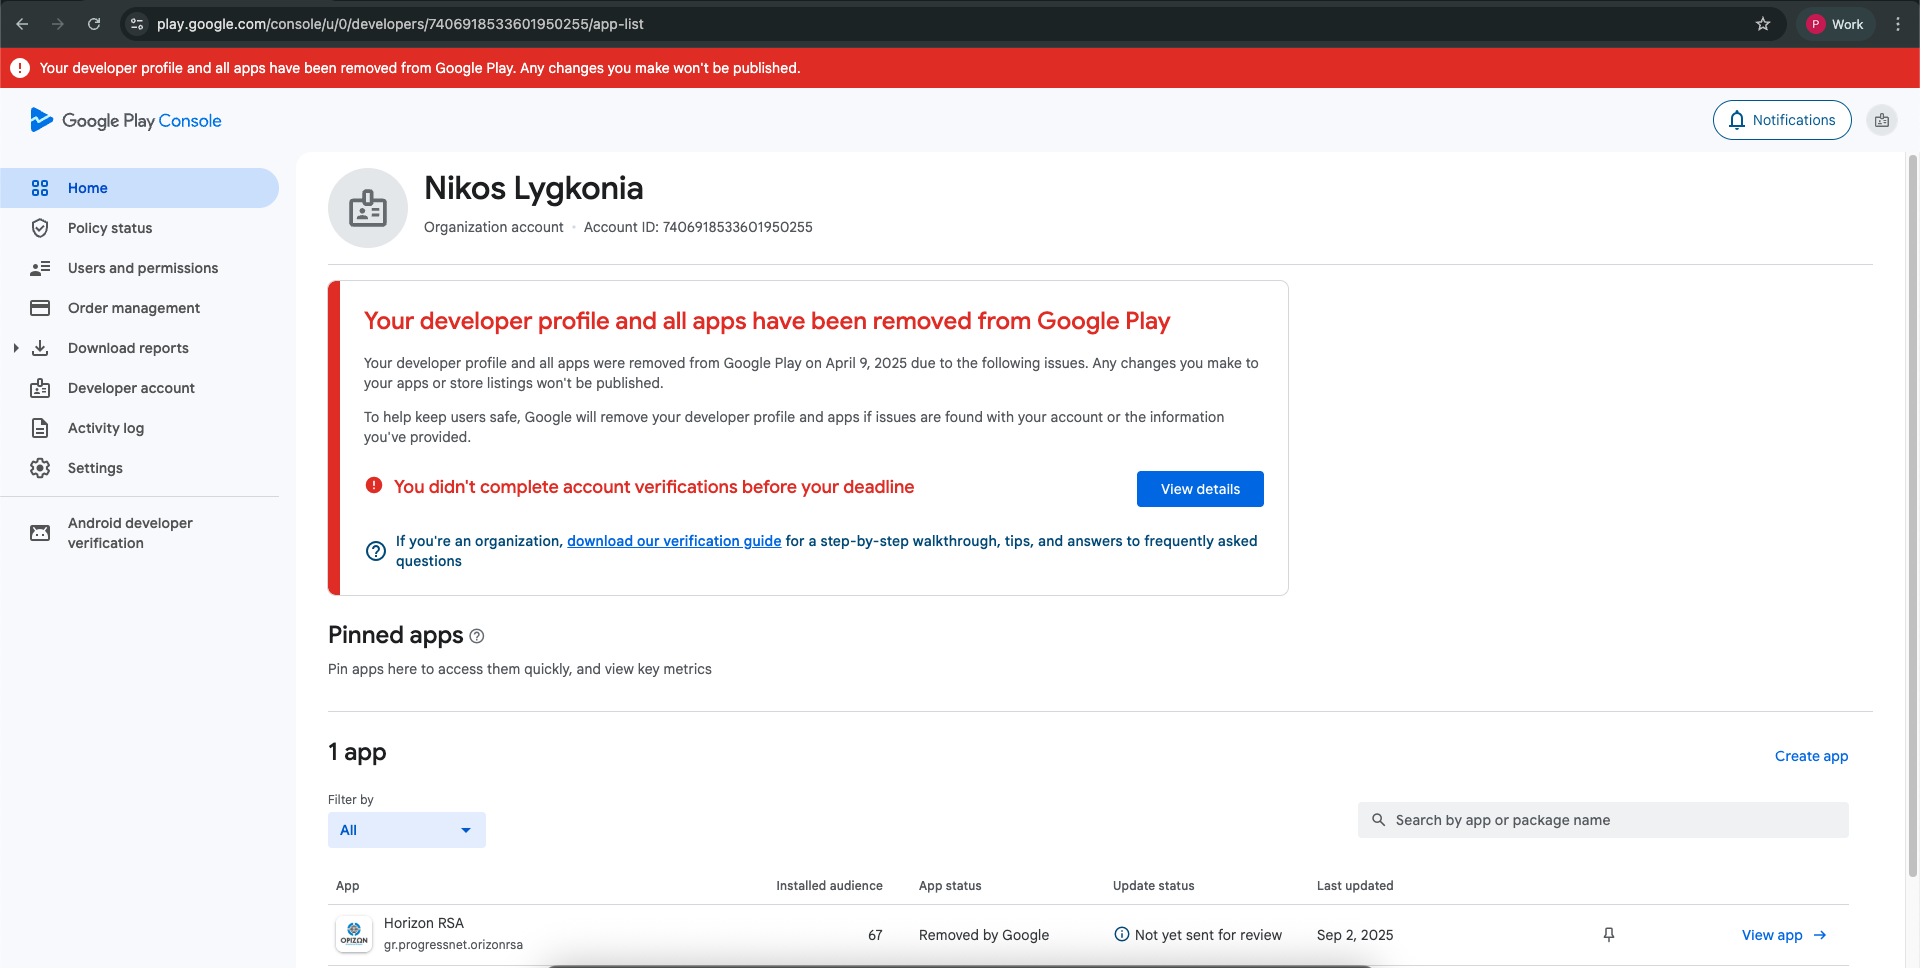 play.google.com/console/u/0/developers/7406918533601950255/app-list
P Work
Your developer profile and all apps have been removed from Google Play. Any changes you make won't be published.
Google Play Console
Notifications
Home
Policy status
Users and permissions
Order management
Download reports
Developer account
Activity log
Settings
Android developer
verification
Nikos Lygkonia
Organization account · Account ID: 7406918533601950255
Your developer profile and all apps have been removed from Google Play
Your developer profile and all apps were removed from Google Play on April 9, 2025 due to the following issues. Any changes you make to
your apps or store listings won't be published.
To help keep users safe, Google will remove your developer profile and apps if issues are found with your account or the information
you've provided.
You didn't complete account verifications before your deadline
View details
If you're an organization, download our verification guide for a step-by-step walkthrough, tips, and answers to frequently asked
questions
Pinned apps
Pin apps here to access them quickly, and view key metrics
1 app
Create app
Filter by
All
Search by app or package name
App Installed audience App status Update status Last updated
ΟΡΙΖΩΝ
Horizon RSA
gr.progressnet.orizonrsa
67 Removed by Google Not yet sent for review Sep 2, 2025 View app